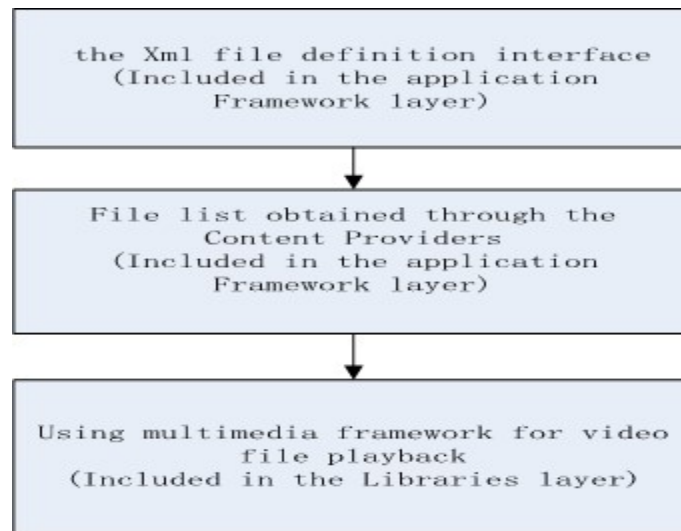 the Xml file definition interface
(Included in the application
Framework layer)
File list obtained through the
Content Providers
(Included in the application
Framework layer)
Using multimedia framework for video
file playback
(Included in the Libraries layer)